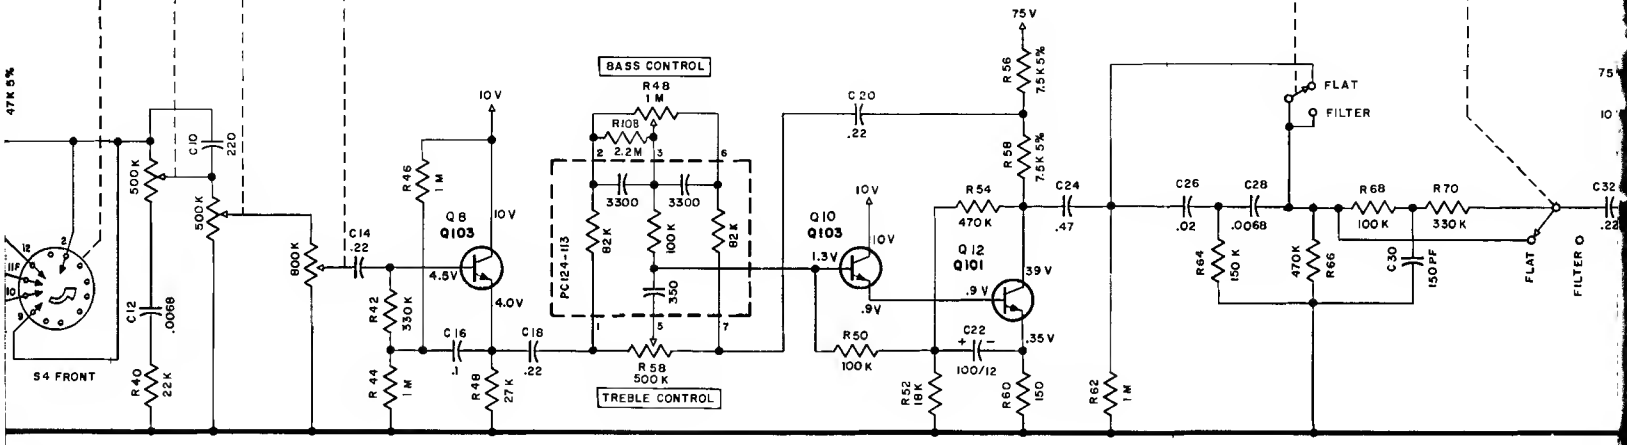 47K 5%
500K
C10
220
500K
800K
C14
.22
12
2
11F
10
9
S4 FRONT
C12
.0068
R40
22K
10V
R46
1M
Q8
Q103
10V
4.5V
4.0V
R42
330K
R44
1M
C16
.1
R48
27K
C18
.22
BASS CONTROL
R48
1M
R108
2.2M
2
3
6
3300
3300
82K
100K
82K
PC124-113
350
1
5
7
R58
500K
TREBLE CONTROL
C20
.22
75V
R56
7.5K 5%
R58
7.5K 5%
10V
Q10
Q103
10V
1.3V
.9V
R54
470K
Q12
Q101
39V
.9V
.35V
R50
100K
C22
+
-
100/12
R52
18K
R60
150
C24
.47
R62
1M
FLAT
FILTER
C26
.02
C28
.0068
R64
150K
470K
R66
R68
100K
R70
330K
C30
150PF
FLAT
FILTER
75
10
C32
.22